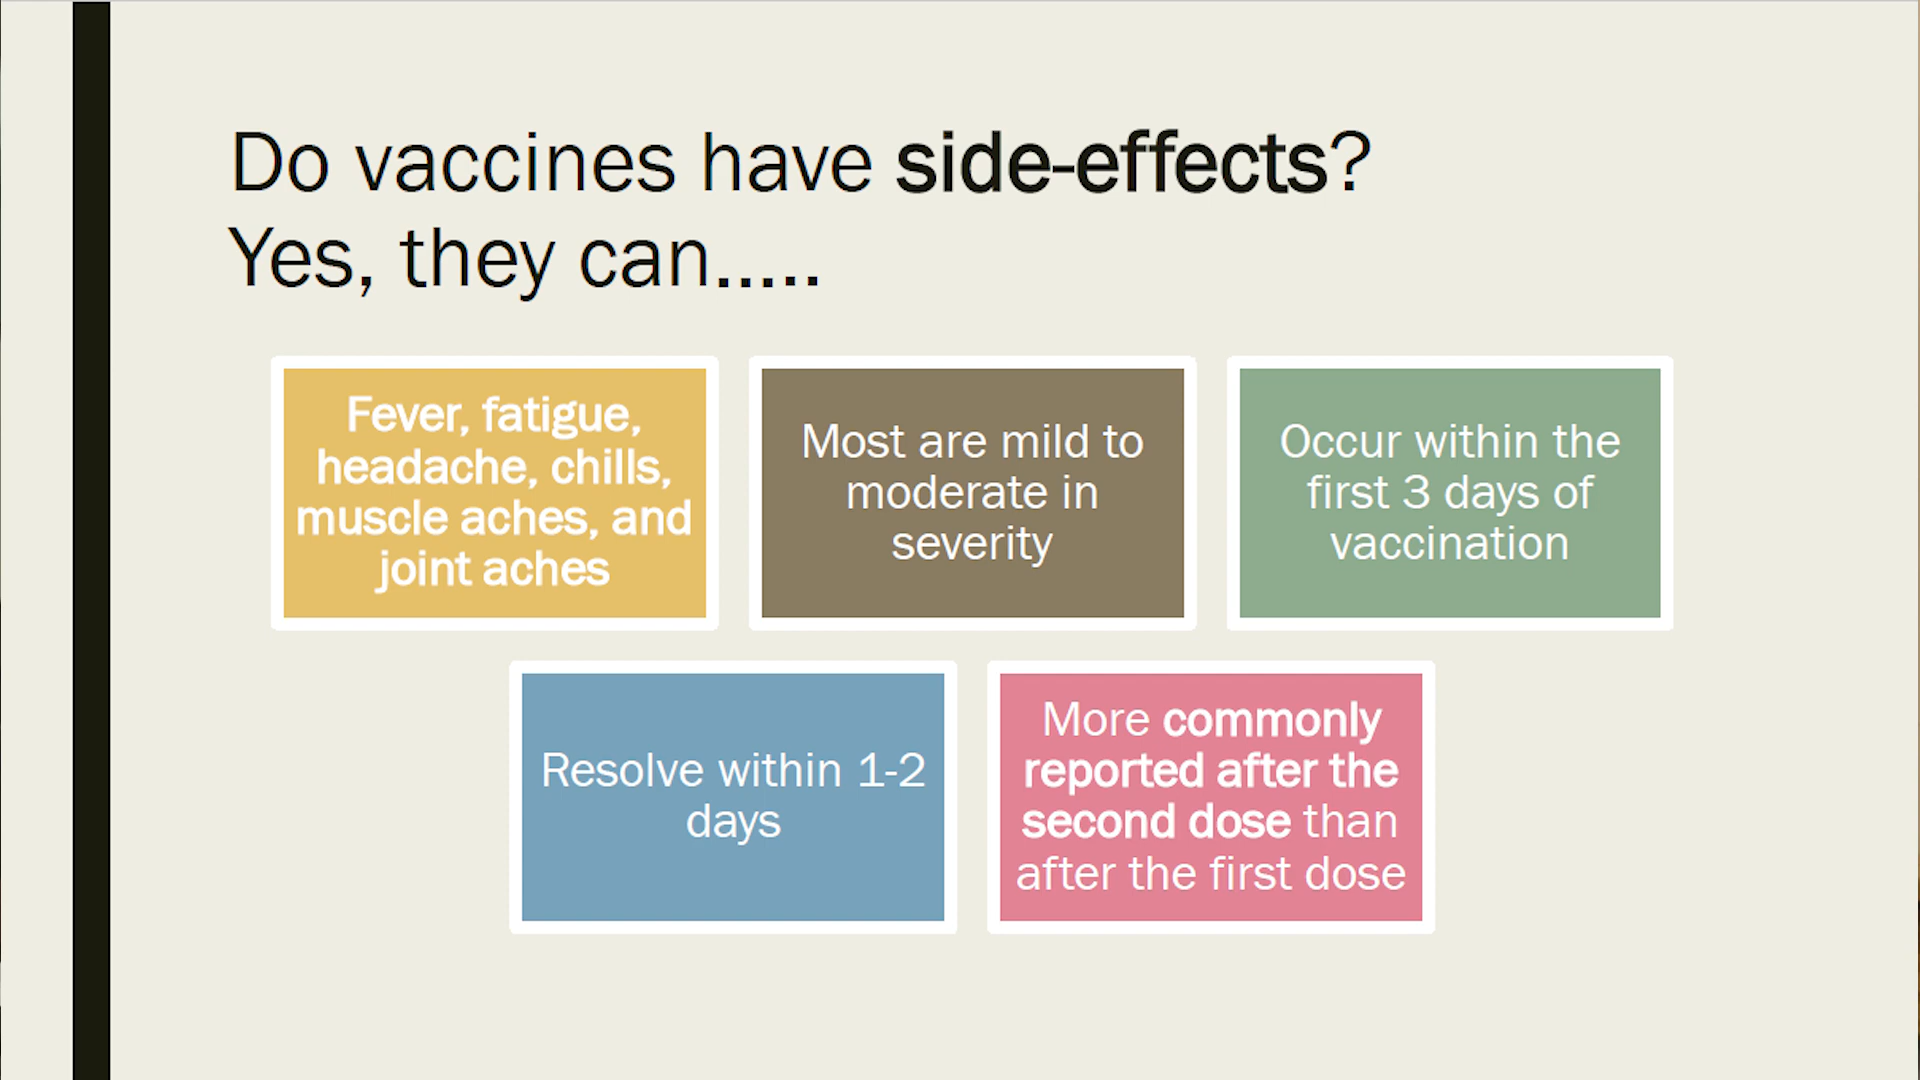 Do vaccines have side-effects?
Yes, they can.....
Fever, fatigue,
headache, chills,
muscle aches, and
joint aches
Most are mild to
moderate in
severity
Occur within the
first 3 days of
vaccination
Resolve within 1-2
days
More commonly
reported after the
second dose than
after the first dose